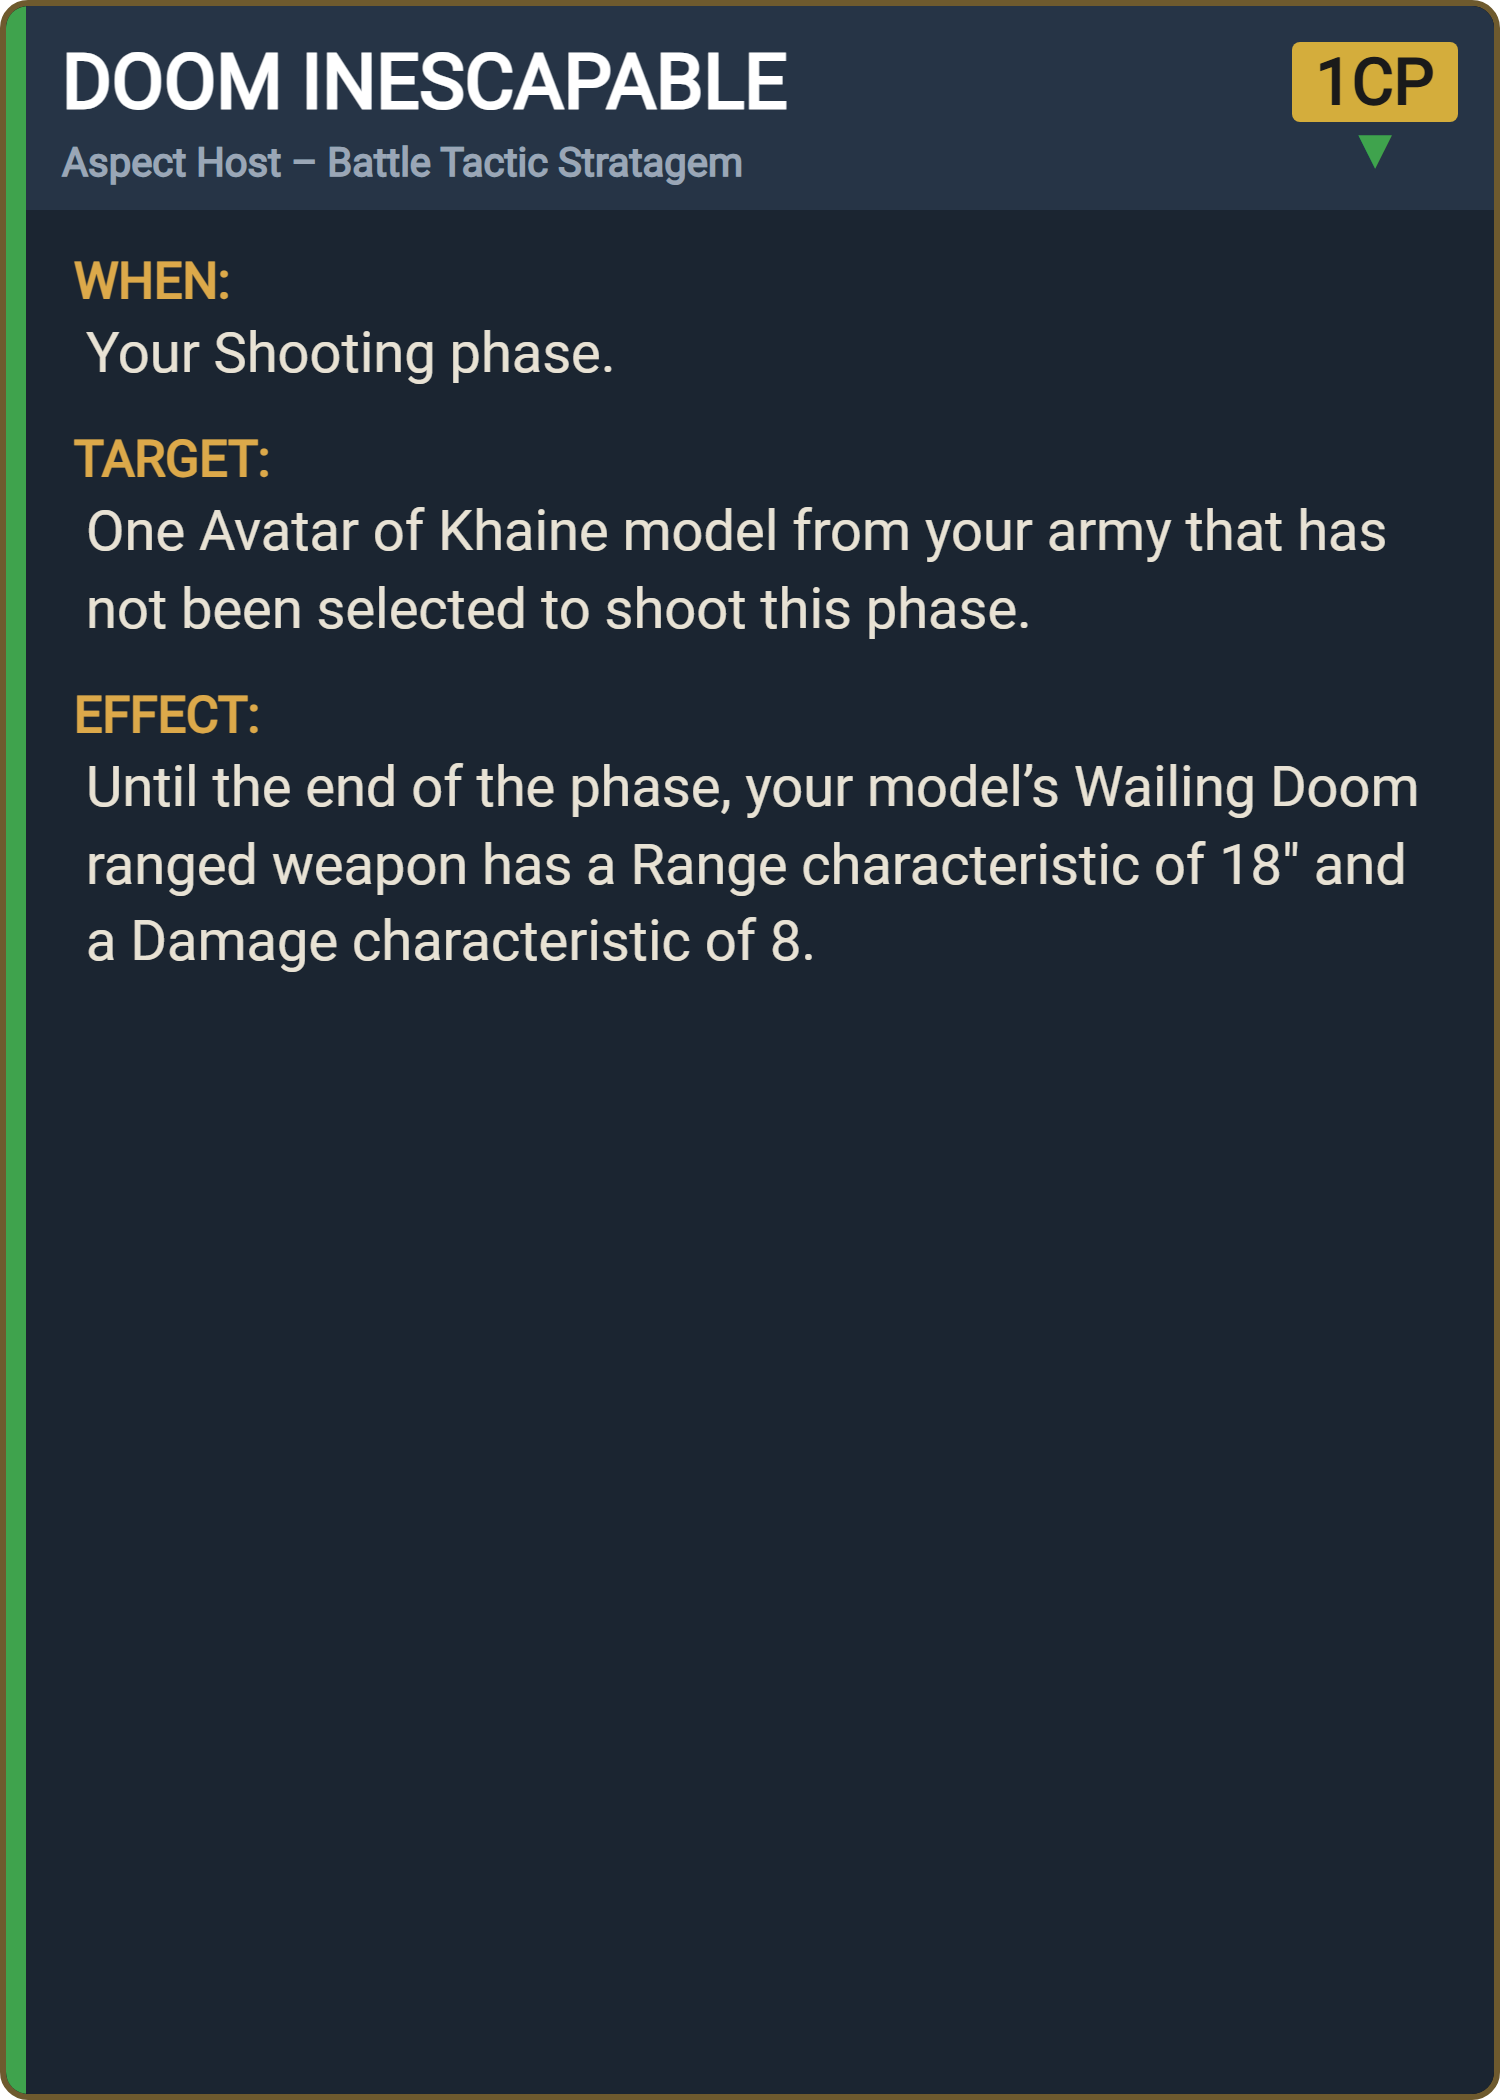 DOOM INESCAPABLE
1CP
Aspect Host – Battle Tactic Stratagem
WHEN:
Your Shooting phase.
TARGET:
One Avatar of Khaine model from your army that has
not been selected to shoot this phase.
EFFECT:
Until the end of the phase, your model’s Wailing Doom
ranged weapon has a Range characteristic of 18" and
a Damage characteristic of 8.